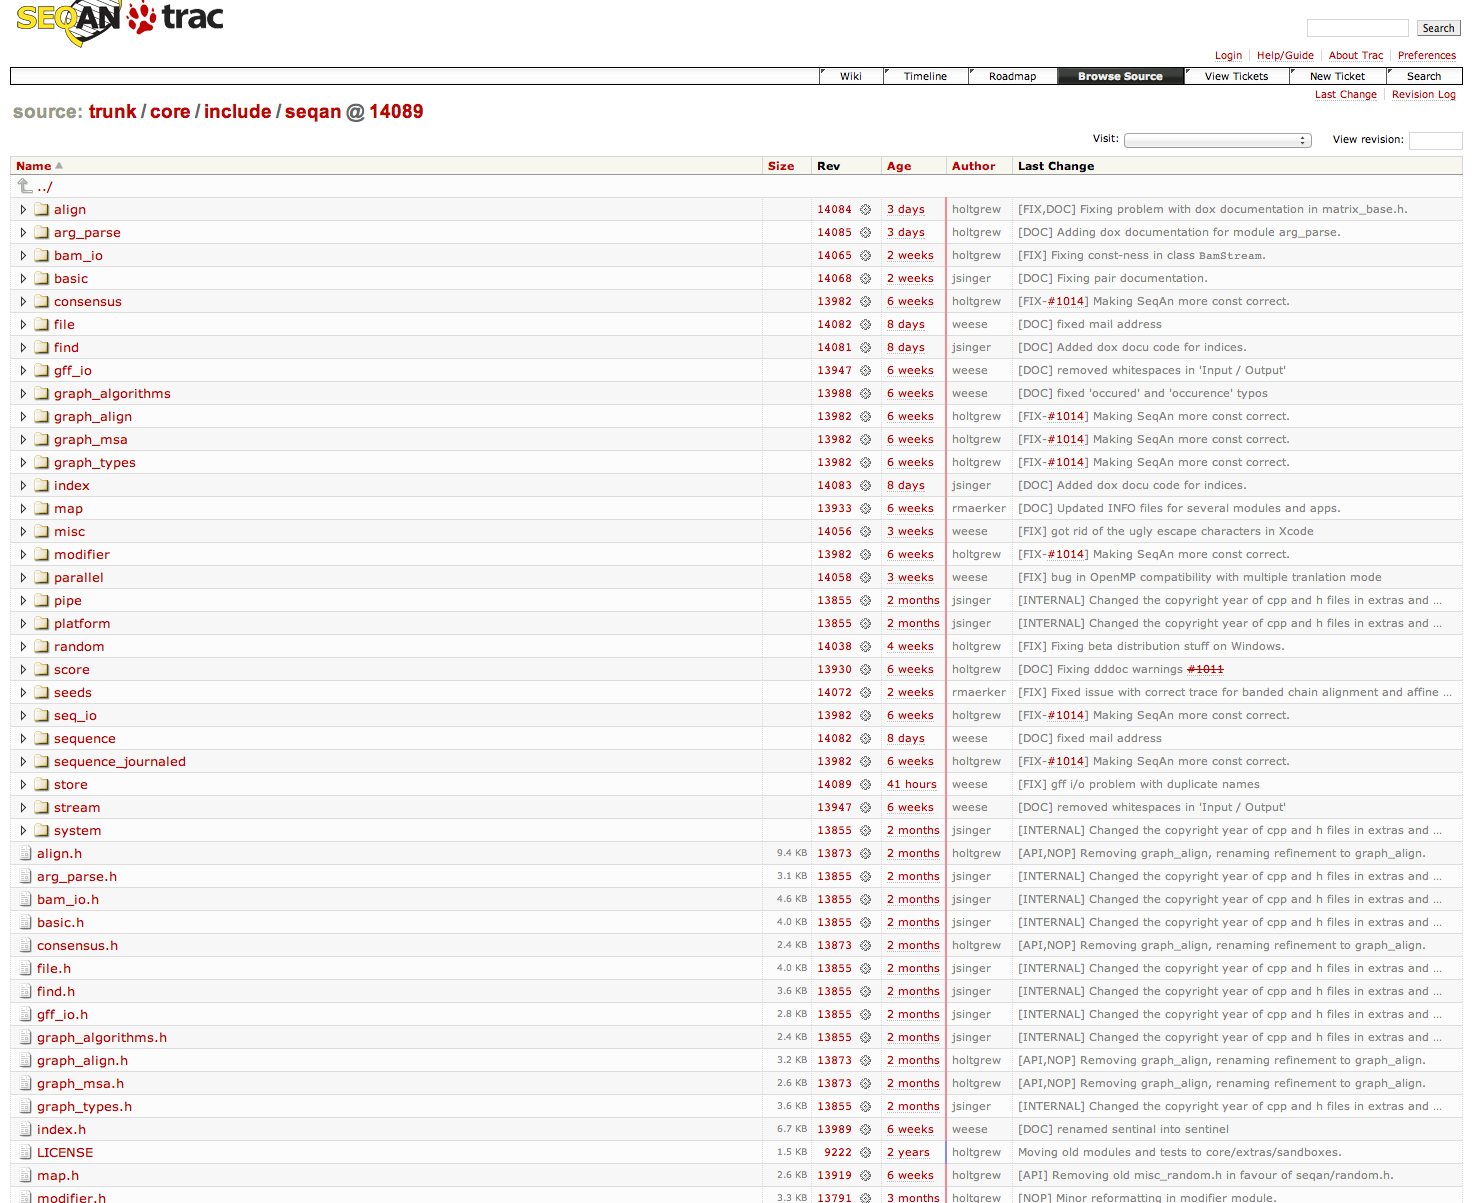 SEQAN trac
Search
Login Help/Guide About Trac Preferences
Wiki Timeline Roadmap Browse Source View Tickets New Ticket Search
Last Change Revision Log
source: trunk / core / include / seqan @ 14089
Visit: View revision:
Name Size Rev Age Author Last Change
../
align 14084 3 days holtgrew [FIX,DOC] Fixing problem with dox documentation in matrix_base.h.
arg_parse 14085 3 days holtgrew [DOC] Adding dox documentation for module arg_parse.
bam_io 14065 2 weeks holtgrew [FIX] Fixing const-ness in class BamStream.
basic 14068 2 weeks jsinger [DOC] Fixing pair documentation.
consensus 13982 6 weeks holtgrew [FIX-#1014] Making SeqAn more const correct.
file 14082 8 days weese [DOC] fixed mail address
find 14081 8 days jsinger [DOC] Added dox docu code for indices.
gff_io 13947 6 weeks weese [DOC] removed whitespaces in 'Input / Output'
graph_algorithms 13988 6 weeks weese [DOC] fixed 'occured' and 'occurence' typos
graph_align 13982 6 weeks holtgrew [FIX-#1014] Making SeqAn more const correct.
graph_msa 13982 6 weeks holtgrew [FIX-#1014] Making SeqAn more const correct.
graph_types 13982 6 weeks holtgrew [FIX-#1014] Making SeqAn more const correct.
index 14083 8 days jsinger [DOC] Added dox docu code for indices.
map 13933 6 weeks rmaerker [DOC] Updated INFO files for several modules and apps.
misc 14056 3 weeks weese [FIX] got rid of the ugly escape characters in Xcode
modifier 13982 6 weeks holtgrew [FIX-#1014] Making SeqAn more const correct.
parallel 14058 3 weeks weese [FIX] bug in OpenMP compatibility with multiple tranlation mode
pipe 13855 2 months jsinger [INTERNAL] Changed the copyright year of cpp and h files in extras and ...
platform 13855 2 months jsinger [INTERNAL] Changed the copyright year of cpp and h files in extras and ...
random 14038 4 weeks holtgrew [FIX] Fixing beta distribution stuff on Windows.
score 13930 6 weeks holtgrew [DOC] Fixing dddoc warnings #1011
seeds 14072 2 weeks rmaerker [FIX] Fixed issue with correct trace for banded chain alignment and affine ...
seq_io 13982 6 weeks holtgrew [FIX-#1014] Making SeqAn more const correct.
sequence 14082 8 days weese [DOC] fixed mail address
sequence_journaled 13982 6 weeks holtgrew [FIX-#1014] Making SeqAn more const correct.
store 14089 41 hours weese [FIX] gff i/o problem with duplicate names
stream 13947 6 weeks weese [DOC] removed whitespaces in 'Input / Output'
system 13855 2 months jsinger [INTERNAL] Changed the copyright year of cpp and h files in extras and ...
align.h 9.4 KB 13873 2 months holtgrew [API,NOP] Removing graph_align, renaming refinement to graph_align.
arg_parse.h 3.1 KB 13855 2 months jsinger [INTERNAL] Changed the copyright year of cpp and h files in extras and ...
bam_io.h 4.6 KB 13855 2 months jsinger [INTERNAL] Changed the copyright year of cpp and h files in extras and ...
basic.h 4.0 KB 13855 2 months jsinger [INTERNAL] Changed the copyright year of cpp and h files in extras and ...
consensus.h 2.4 KB 13873 2 months holtgrew [API,NOP] Removing graph_align, renaming refinement to graph_align.
file.h 4.0 KB 13855 2 months jsinger [INTERNAL] Changed the copyright year of cpp and h files in extras and ...
find.h 3.6 KB 13855 2 months jsinger [INTERNAL] Changed the copyright year of cpp and h files in extras and ...
gff_io.h 2.8 KB 13855 2 months jsinger [INTERNAL] Changed the copyright year of cpp and h files in extras and ...
graph_algorithms.h 2.4 KB 13855 2 months jsinger [INTERNAL] Changed the copyright year of cpp and h files in extras and ...
graph_align.h 3.2 KB 13873 2 months holtgrew [API,NOP] Removing graph_align, renaming refinement to graph_align.
graph_msa.h 2.6 KB 13873 2 months holtgrew [API,NOP] Removing graph_align, renaming refinement to graph_align.
graph_types.h 3.6 KB 13855 2 months jsinger [INTERNAL] Changed the copyright year of cpp and h files in extras and ...
index.h 6.7 KB 13989 6 weeks weese [DOC] renamed sentinal into sentinel
LICENSE 1.5 KB 9222 2 years holtgrew Moving old modules and tests to core/extras/sandboxes.
map.h 2.6 KB 13919 6 weeks holtgrew [API] Removing old misc_random.h in favour of seqan/random.h.
modifier.h 3.3 KB 13791 3 months holtgrew [NOP] Minor reformatting in modifier module.